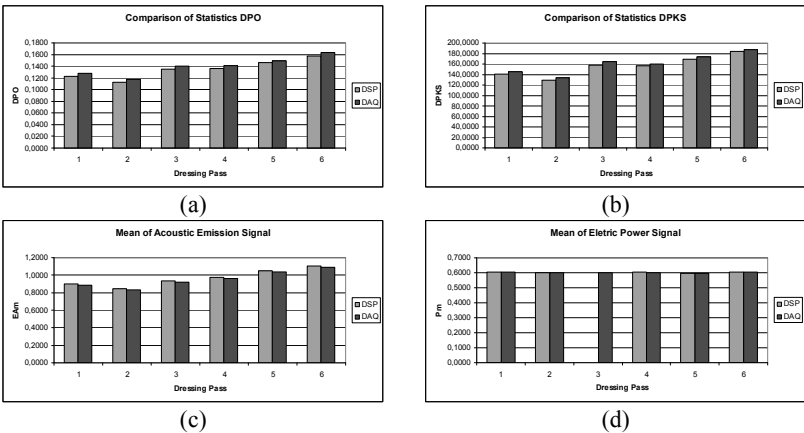 Comparison of Statistics DPO
0,1800
0,1600
0,1400
0,1200
0,1000
0,0800
0,0600
0,0400
0,0200
0,0000
DPO
1 2 3 4 5 6
Dressing Pass
DSP
DAQ
(a)
Comparison of Statistics DPKS
200,0000
180,0000
160,0000
140,0000
120,0000
100,0000
80,0000
60,0000
40,0000
20,0000
0,0000
DPKS
1 2 3 4 5 6
Dressing Pass
DSP
DAQ
(b)
Mean of Acoustic Emission Signal
1,2000
1,0000
0,8000
0,6000
0,4000
0,2000
0,0000
EAm
1 2 3 4 5 6
Dressing Pass
DSP
DAQ
(c)
Mean of Eletric Power Signal
0,7000
0,6000
0,5000
0,4000
0,3000
0,2000
0,1000
0,0000
Pm
1 2 3 4 5 6
Dressing Pass
DSP
DAQ
(d)